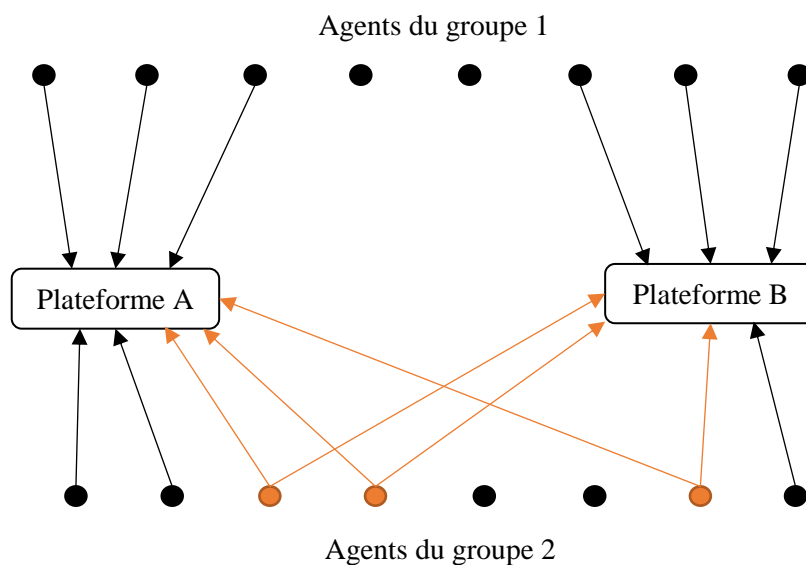 Agents du groupe 1
Plateforme A
Plateforme B
Agents du groupe 2